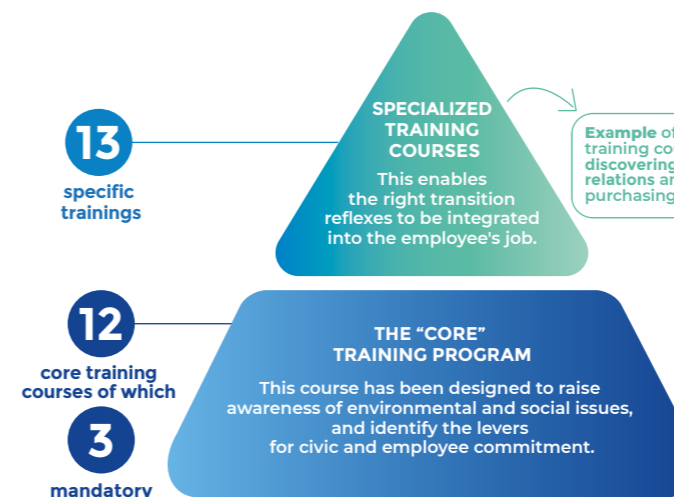 13
specific
trainings
SPECIALIZED
TRAINING
COURSES
This enables
the right transition
reflexes to be integrated
into the employee's job.
Example of
training
discovering
relations
purchasing
12
core training
courses of which
3
mandatory
THE “CORE”
TRAINING PROGRAM
This course has been designed to raise
awareness of environmental and social issues,
and identify the levers
for civic and employee commitment.